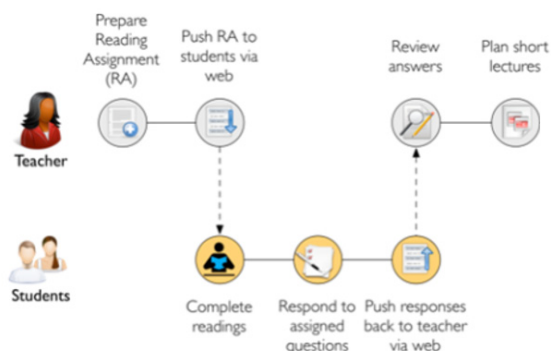 Prepare
Reading
Assignment
(RA)
Push RA to
students via
web
Review
answers
Plan short
lectures
Teacher
Students
Complete
readings
Respond to
assigned
questions
Push responses
back to teacher
via web